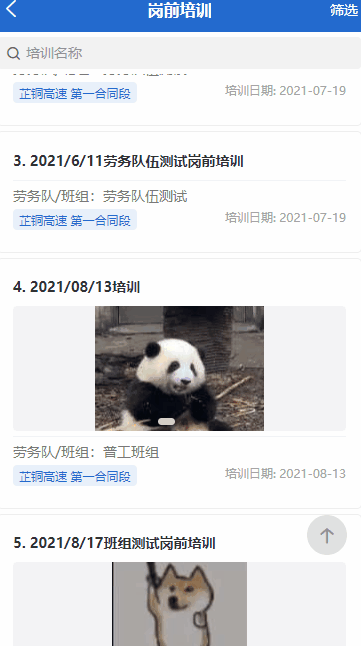 岗前培训
筛选
培训名称
芷铜高速 第一合同段
培训日期: 2021-07-19
3. 2021/6/11劳务队伍测试岗前培训
劳务队/班组：劳务队伍测试
芷铜高速 第一合同段
培训日期: 2021-07-19
4. 2021/08/13培训
劳务队/班组：普工班组
芷铜高速 第一合同段
培训日期: 2021-08-13
5. 2021/8/17班组测试岗前培训